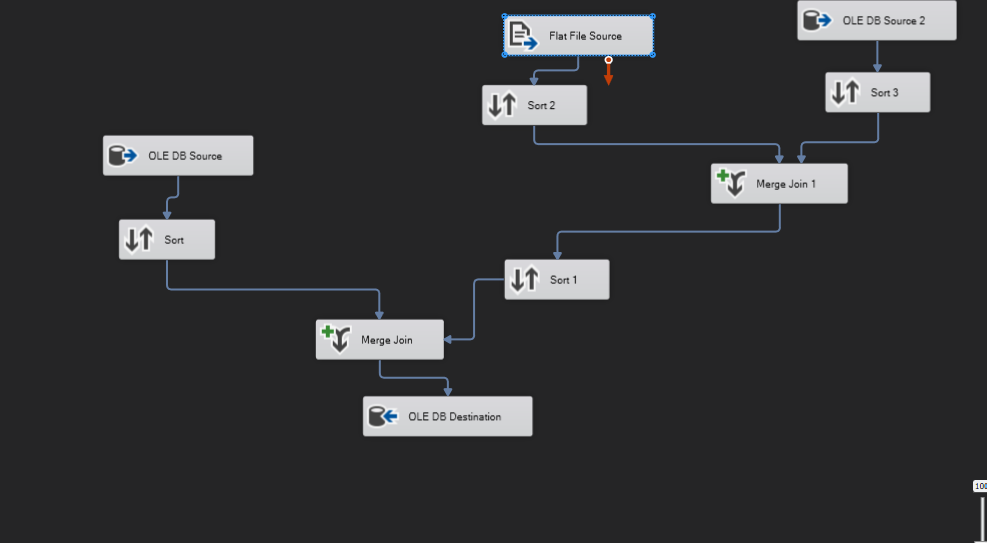 OLE DB Source 2
Flat File Source
Sort 3
Sort 2
OLE DB Source
Merge Join 1
Sort
Sort 1
Merge Join
OLE DB Destination
100